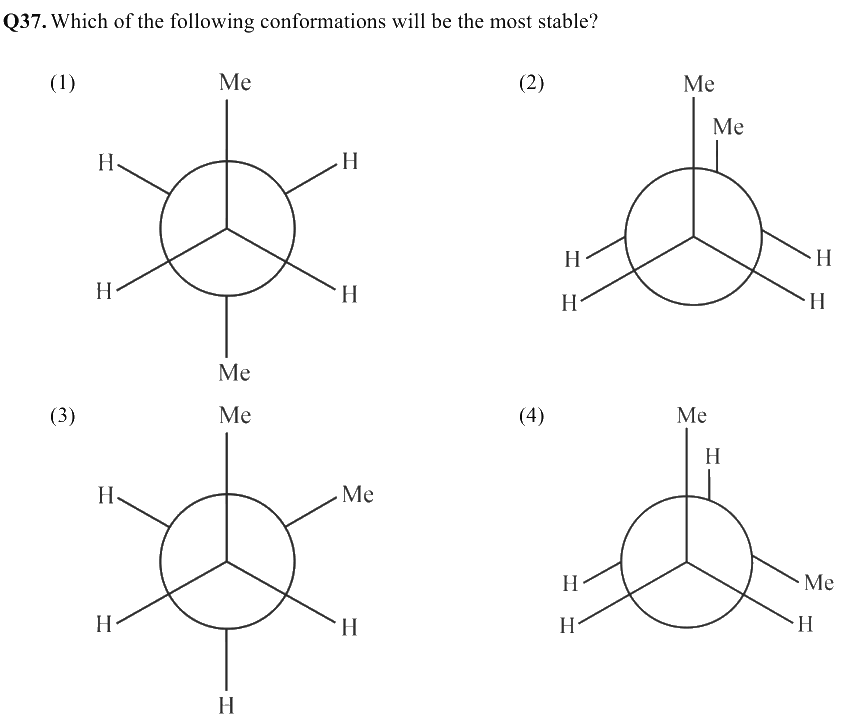 Q37. Which of the following conformations will be the most stable?
(1)
Me
H
H
H
H
Me
(2)
Me
Me
H
H
H
H
(3)
Me
H
Me
H
H
H
(4)
Me
H
H
Me
H
H